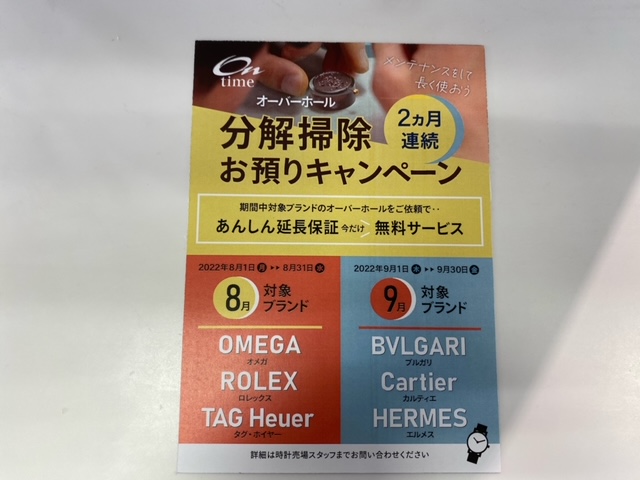 On
time
メンテナンスをして
長く使おう
オーバーホール
分解掃除
2ヵ月
連続
お預りキャンペーン
期間中対象ブランドのオーバーホールをご依頼で‥
あんしん延長保証 今だけ 無料サービス
2022年8月1日 月 ▸▸ 8月31日 水
8月 対象
ブランド
OMEGA
オメガ
ROLEX
ロレックス
TAG Heuer
タグ・ホイヤー
2022年9月1日 木 ▸▸ 9月30日 金
9月 対象
ブランド
BVLGARI
ブルガリ
Cartier
カルティエ
HERMES
エルメス
詳細は時計売場スタッフまでお問い合わせください